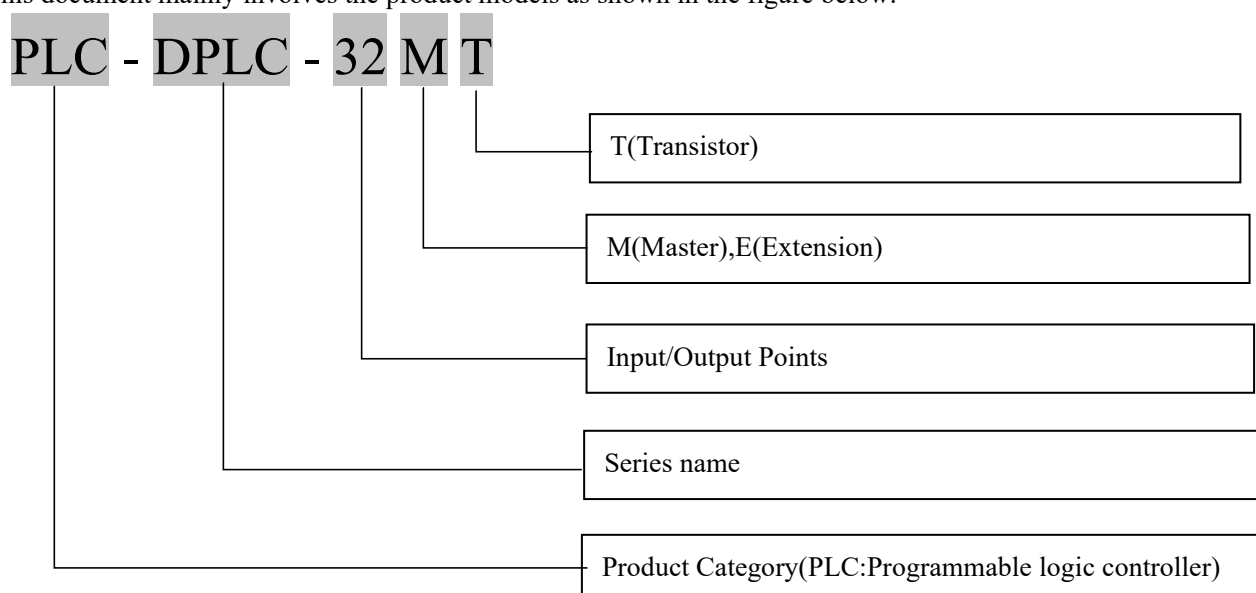 his document mainly involves the product models as shown in the figure below:
PLC - DPLC - 32 M T
T(Transistor)
M(Master),E(Extension)
Input/Output Points
Series name
Product Category(PLC:Programmable logic controller)